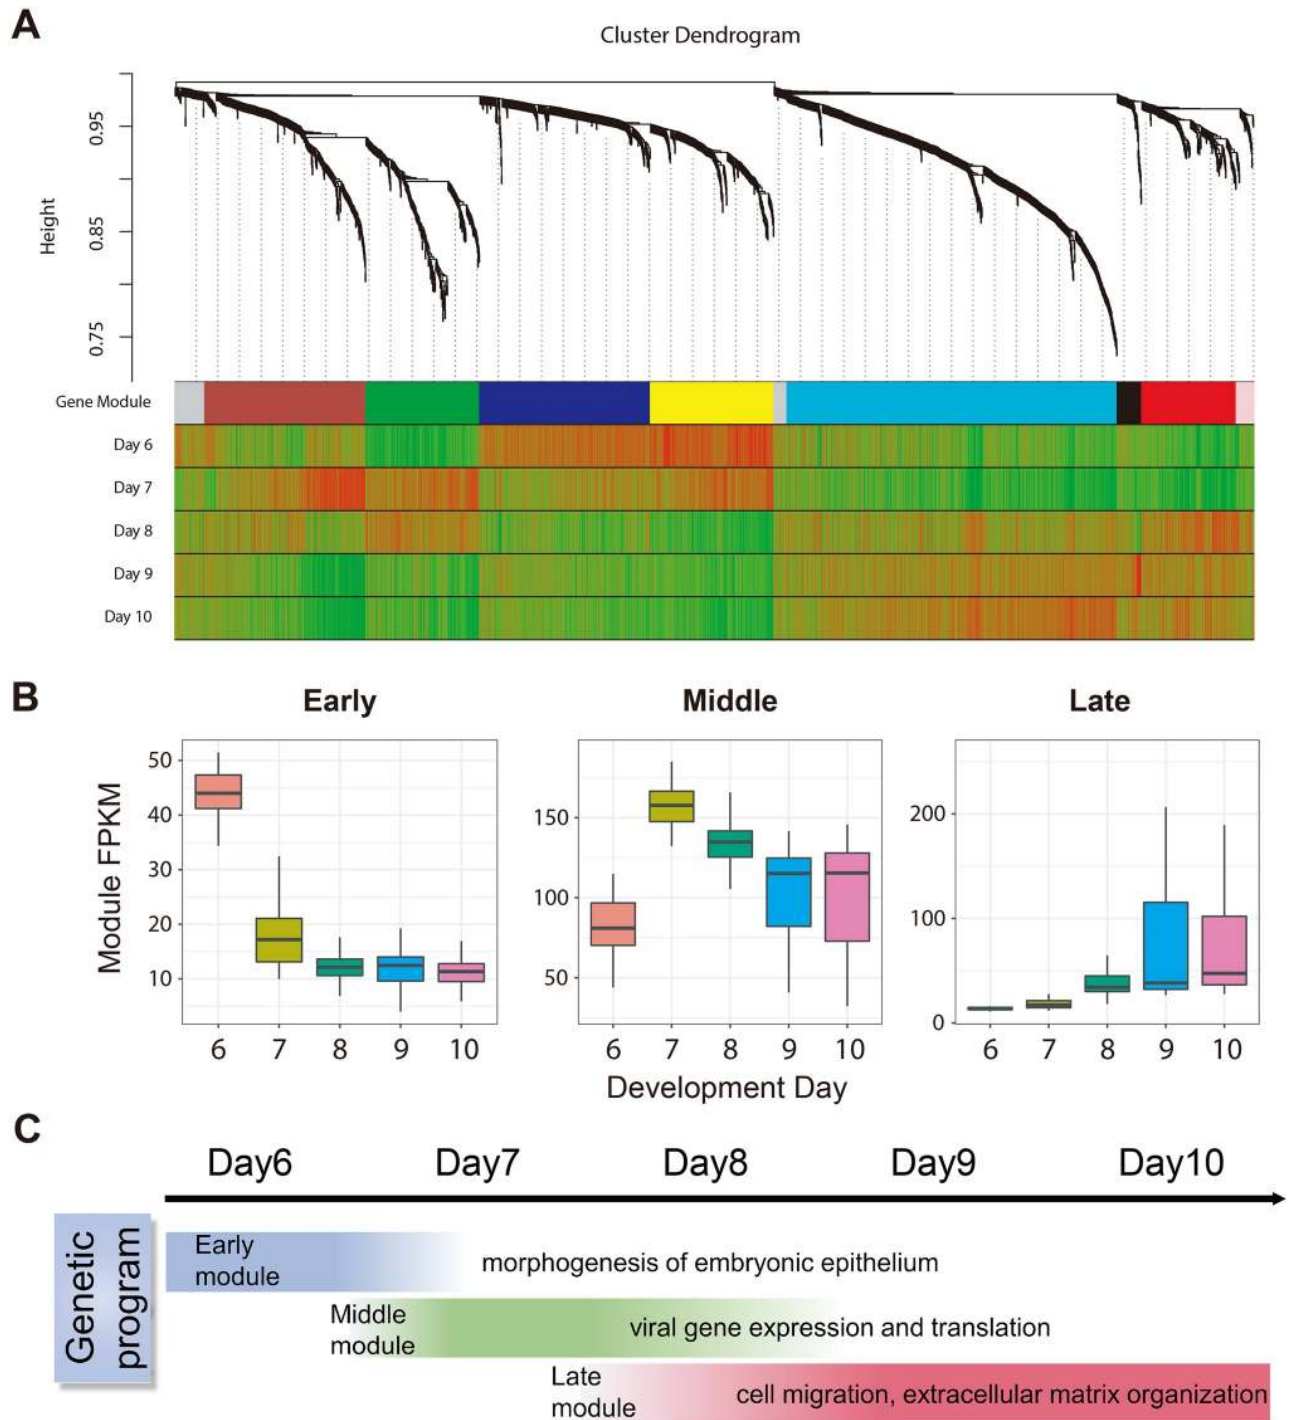 A
Cluster Dendrogram
Height
0.95
0.85
0.75
Gene Module
Day 6
Day 7
Day 8
Day 9
Day 10
B
Early
Middle
Late
Module FPKM
50
40
30
20
10
6 7 8 9 10
150
100
50
6 7 8 9 10
200
100
0
6 7 8 9 10
Development Day
C
Day6 Day7 Day8 Day9 Day10
Genetic
program
Early
module
morphogenesis of embryonic epithelium
Middle
module
viral gene expression and translation
Late
module
cell migration, extracellular matrix organization